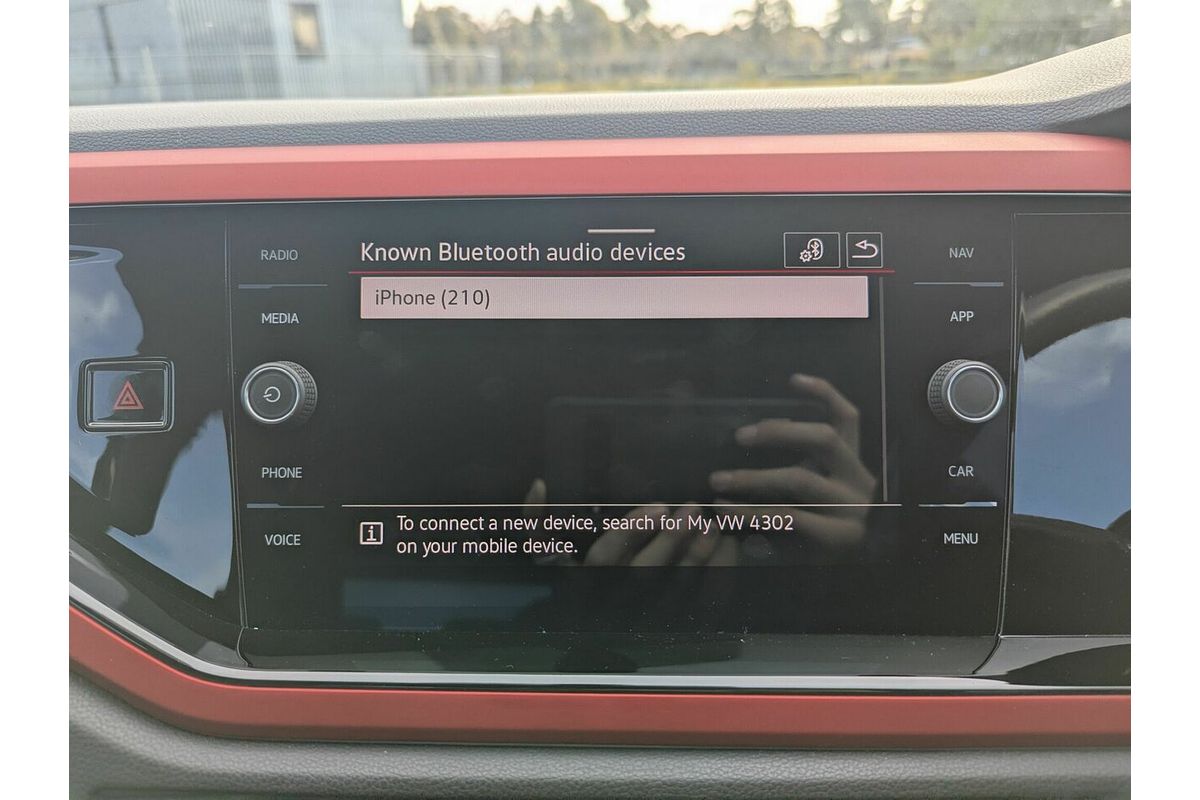 RADIO
MEDIA
PHONE
VOICE
Known Bluetooth audio devices
iPhone (210)
To connect a new device, search for My VW 4302
on your mobile device.
NAV
APP
CAR
MENU